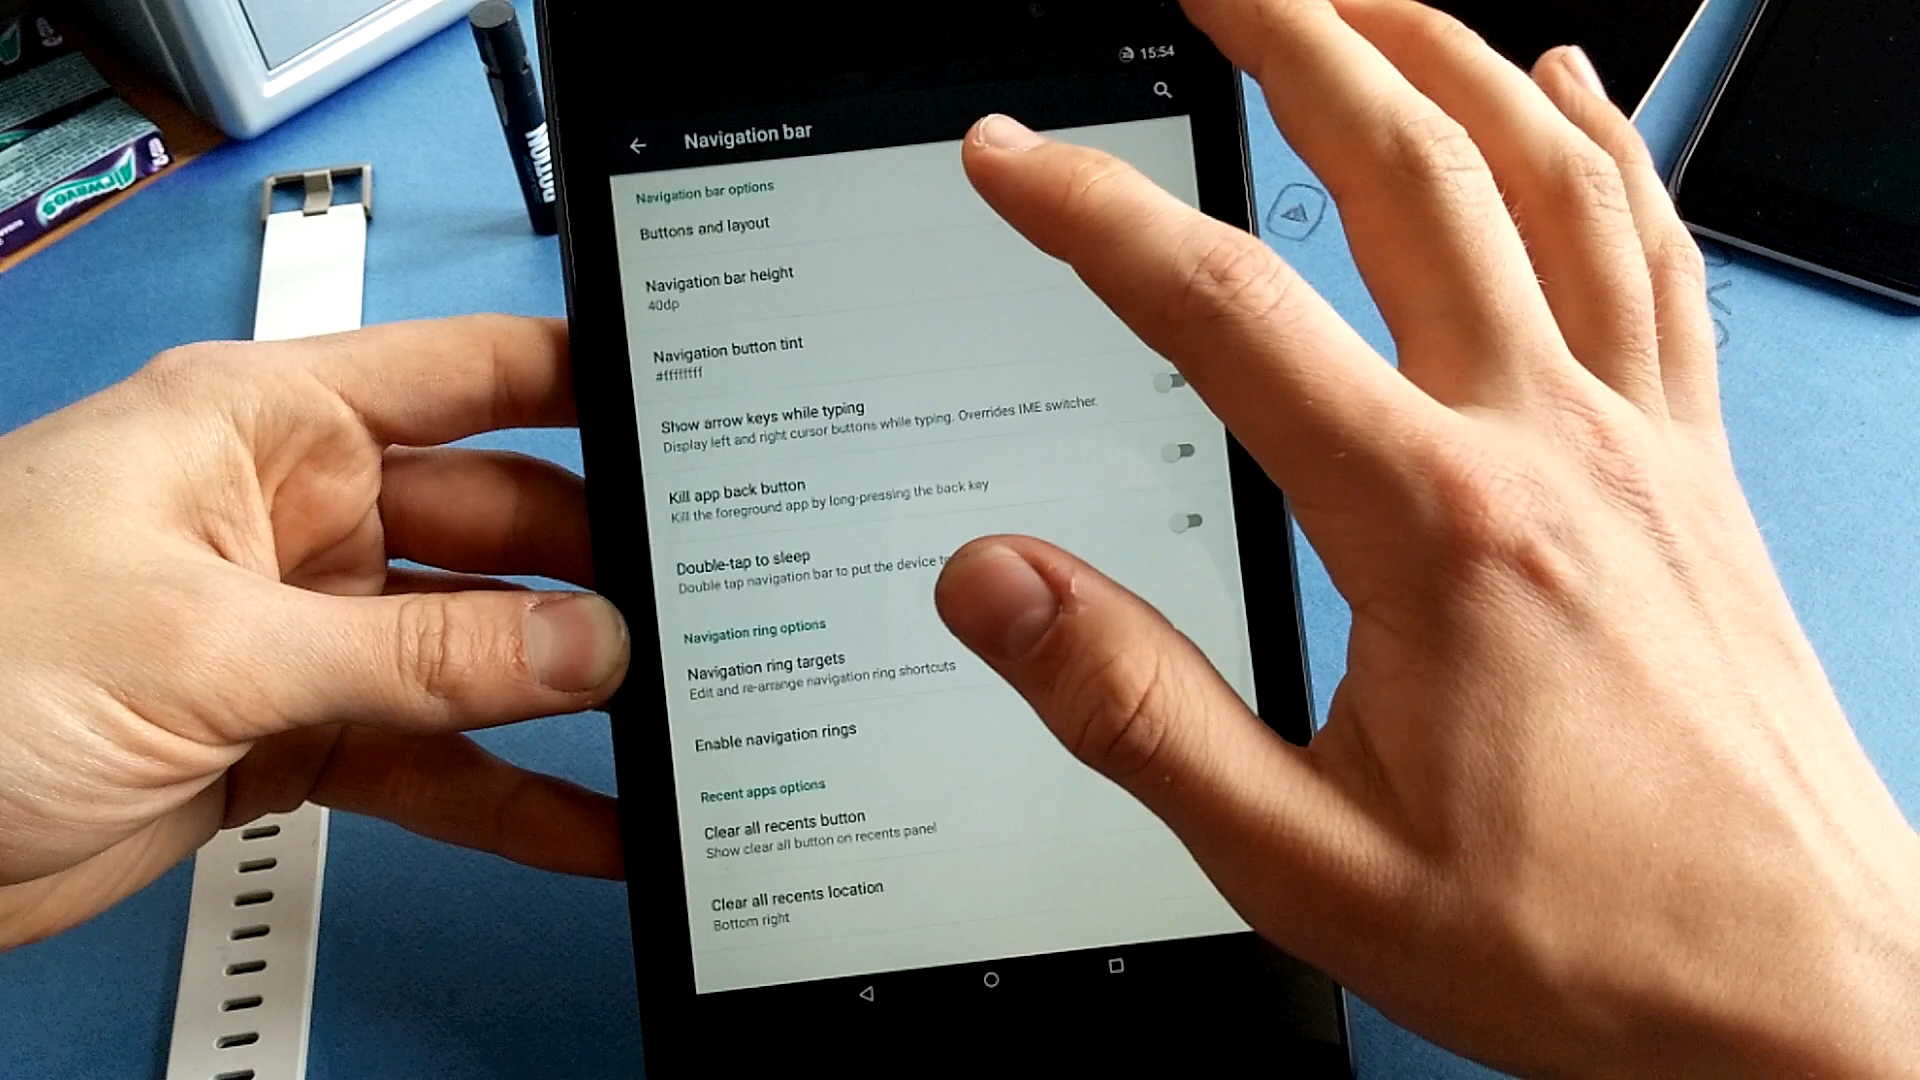 15:54
Navigation bar
Navigation bar options
Buttons and layout
Navigation bar height
40dp
Navigation button tint
#ffffffff
Show arrow keys while typing
Display left and right cursor buttons while typing. Overrides IME switcher.
Kill app back button
Kill the foreground app by long-pressing the back key
Double-tap to sleep
Double tap navigation bar to put the device
Navigation ring options
Navigation ring targets
Edit and re-arrange navigation ring shortcuts
Enable navigation rings
Recent apps options
Clear all recents button
Show clear all button on recents panel
Clear all recents location
Bottom right
AIRWAVES